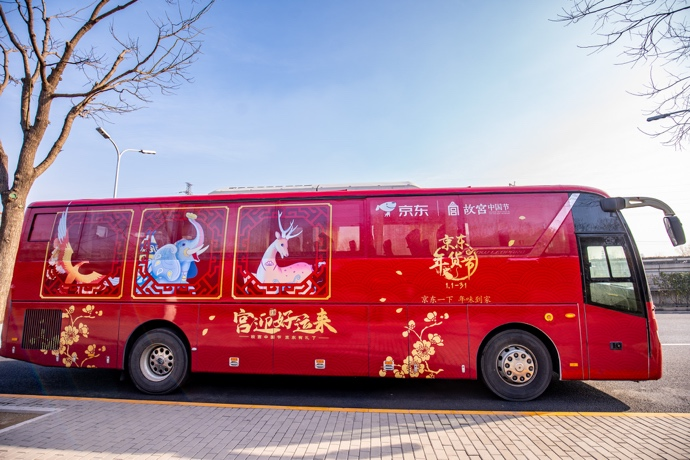 京东 故宫 中国节
京东
年货节
1.1-31
京东一下 年味到家
宫迎好运来